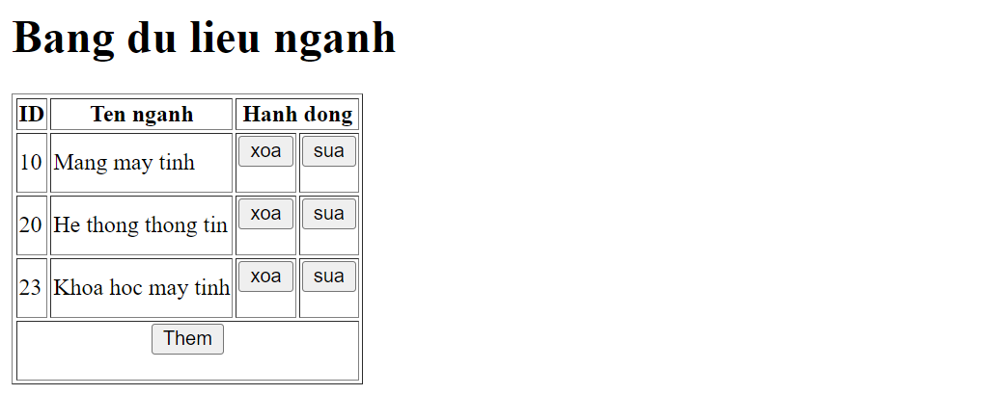 Bang du lieu nganh
ID Ten nganh Hanh dong
10 Mang may tinh xoa sua
20 He thong thong tin xoa sua
23 Khoa hoc may tinh xoa sua
Them